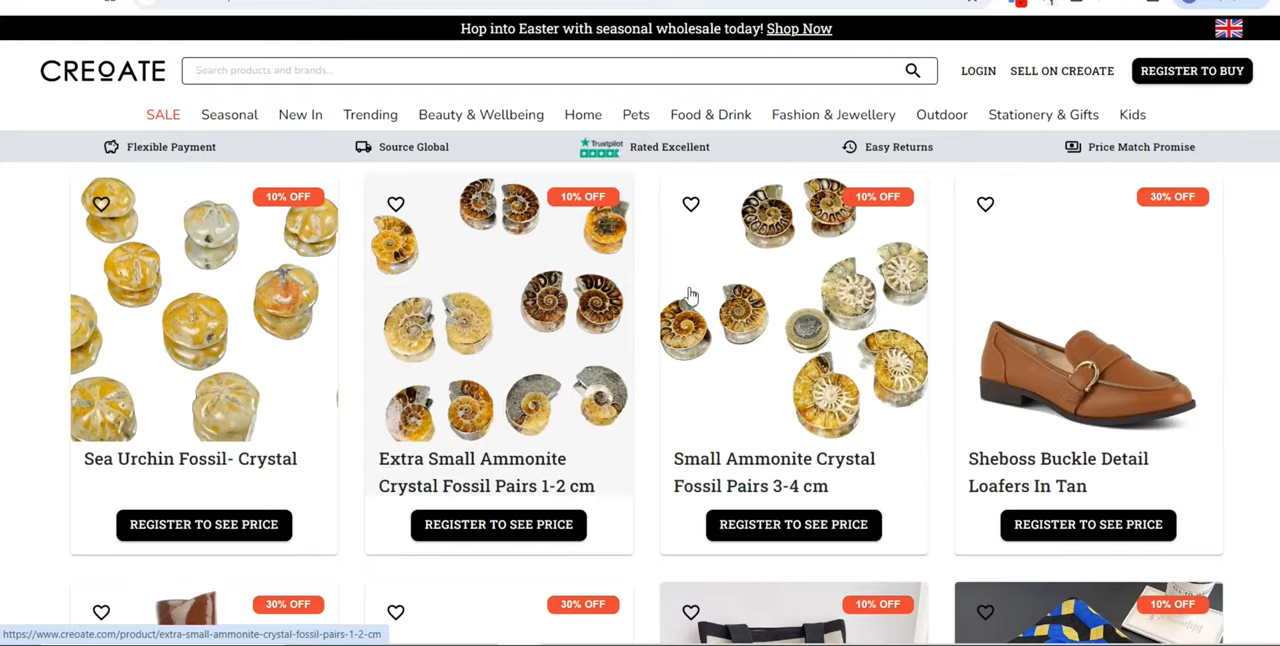 Hop into Easter with seasonal wholesale today! Shop Now
CREOATE
Search products and brands...
LOGIN
SELL ON CREOATE
REGISTER TO BUY
SALE
Seasonal
New In
Trending
Beauty & Wellbeing
Home
Pets
Food & Drink
Fashion & Jewellery
Outdoor
Stationery & Gifts
Kids
Flexible Payment
Source Global
Trustpilot
Rated Excellent
Easy Returns
Price Match Promise
10% OFF
10% OFF
10% OFF
30% OFF
Sea Urchin Fossil- Crystal
REGISTER TO SEE PRICE
Extra Small Ammonite
Crystal Fossil Pairs 1-2 cm
REGISTER TO SEE PRICE
Small Ammonite Crystal
Fossil Pairs 3-4 cm
REGISTER TO SEE PRICE
Sheboss Buckle Detail
Loafers In Tan
REGISTER TO SEE PRICE
30% OFF
30% OFF
10% OFF
10% OFF
https://www.creoate.com/product/extra-small-ammonite-crystal-fossil-pairs-1-2-cm